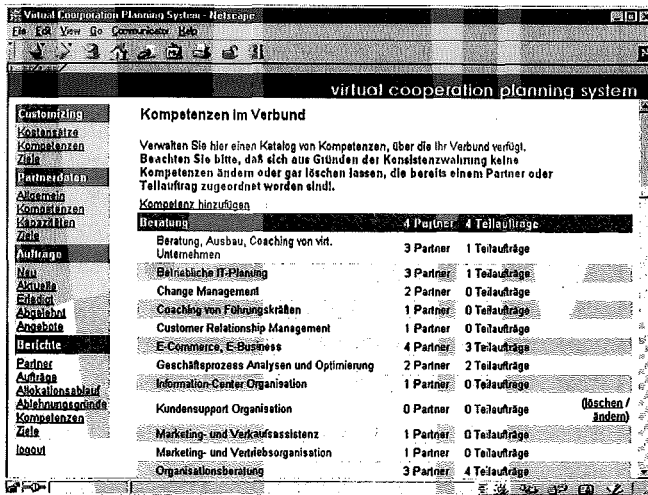 Virtual Cooperation Planning System - Netscape
File Edit View Go Communicator Help
virtual cooperation planning system
Customizing
Kostensätze
Kompetenzen
Ziele
Partnerdaten
Allgemein
Kompetenzen
Kapazitäten
Ziele
Aufträge
Neu
Aktuelle
Erledigt
Abgelehnt
Angebote
Berichte
Partner
Aufträge
Allokationsablauf
Ablehnungsgründe
Kompetenzen
Ziele
logout
Kompetenzen im Verbund
Verwalten Sie hier einen Katalog von Kompetenzen, über die Ihr Verbund verfügt.
Beachten Sie bitte, daß sich aus Gründen der Konsistenzwahrung keine
Kompetenzen ändern oder gar löschen lassen, die bereits einem Partner oder
Teilauftrag zugeordnet worden sind!.
Kompetenz hinzufügen
Beratung 4 Partner 4 Teilaufträge
Beratung, Ausbau, Coaching von virt.
Unternehmen 3 Partner 1 Teilaufträge
Betriebliche IT-Planung 3 Partner 1 Teilaufträge
Change Management 2 Partner 0 Teilaufträge
Coaching von Führungskräften 1 Partner 0 Teilaufträge
Customer Relationship Management 1 Partner 0 Teilaufträge
E-Commerce, E-Business 4 Partner 3 Teilaufträge
Geschäftsprozess Analysen und Optimierung 2 Partner 2 Teilaufträge
Information-Center Organisation 1 Partner 0 Teilaufträge
Kundensupport Organisation 0 Partner 0 Teilaufträge (löschen /
ändern)
Marketing- und Verkaufsassistenz 1 Partner 0 Teilaufträge
Marketing- und Vertriebsorganisation 1 Partner 0 Teilaufträge
Organisationsberatung 3 Partner 4 Teilaufträge